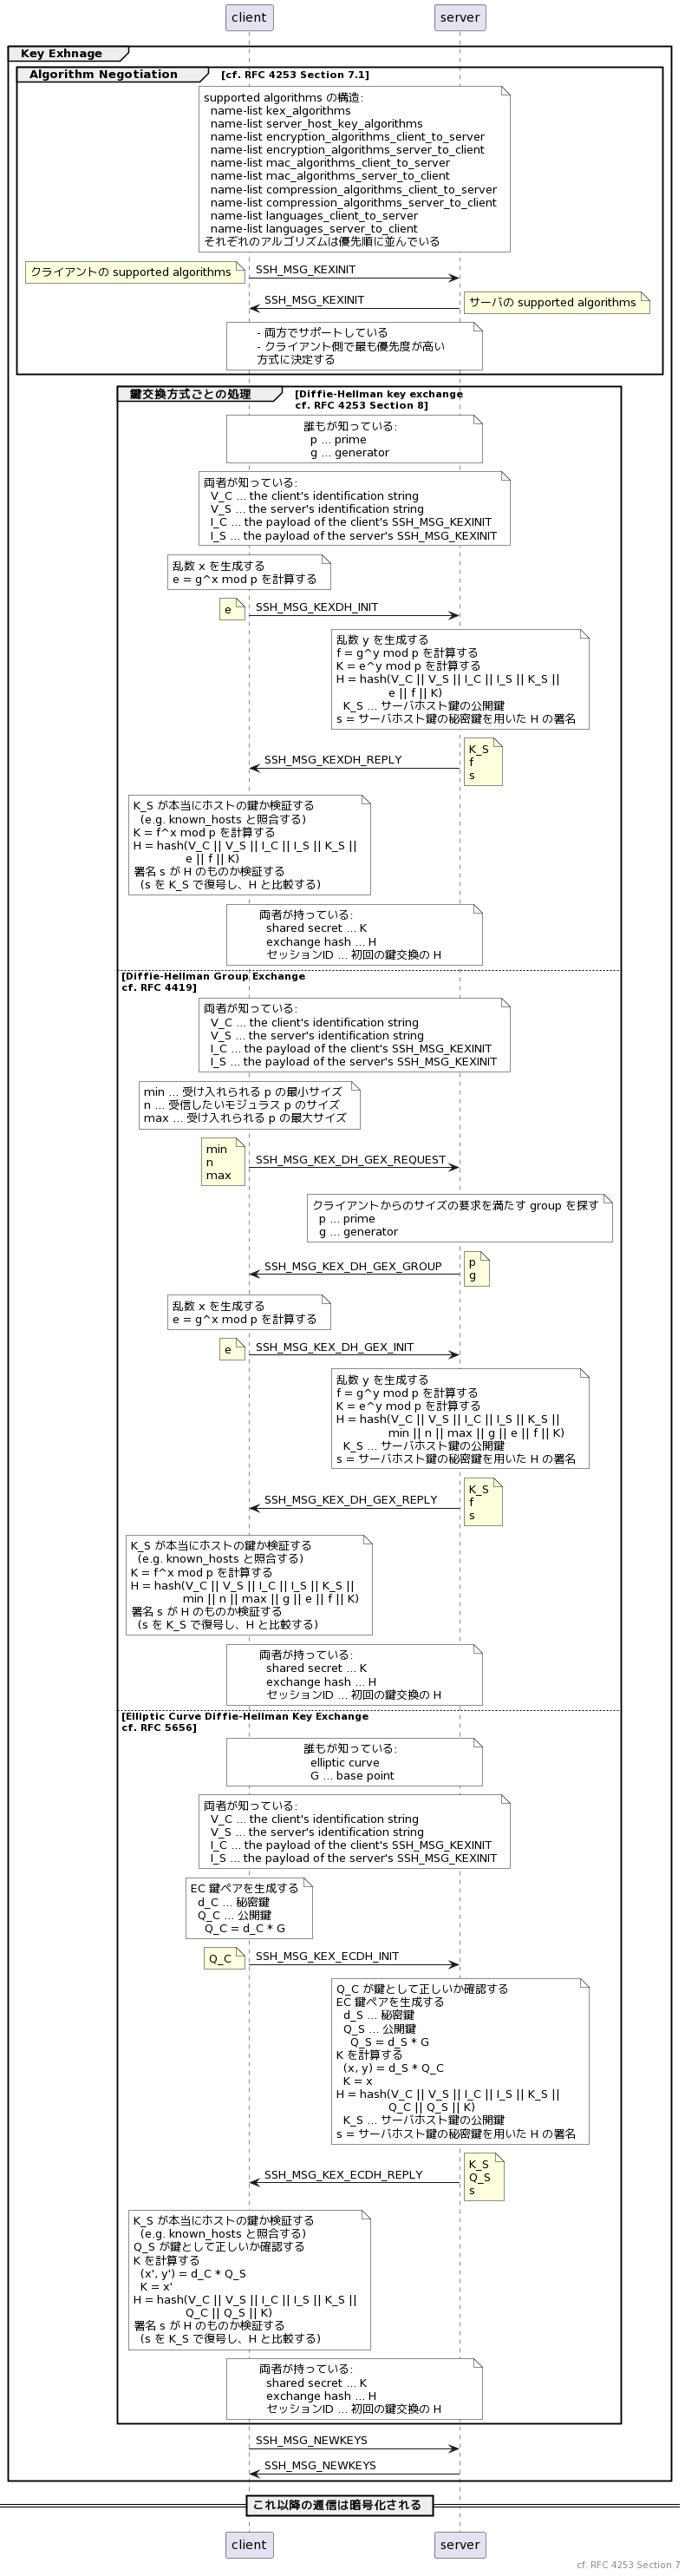 client
server
Key Exhnage
Algorithm Negotiation
[cf. RFC 4253 Section 7.1]
supported algorithms の構造:
name-list kex_algorithms
name-list server_host_key_algorithms
name-list encryption_algorithms_client_to_server
name-list encryption_algorithms_server_to_client
name-list mac_algorithms_client_to_server
name-list mac_algorithms_server_to_client
name-list compression_algorithms_client_to_server
name-list compression_algorithms_server_to_client
name-list languages_client_to_server
name-list languages_server_to_client
それぞれのアルゴリズムは優先順に並んでいる
クライアントの supported algorithms
SSH_MSG_KEXINIT
SSH_MSG_KEXINIT
サーバの supported algorithms
- 両方でサポートしている
- クライアント側で最も優先度が高い
方式に決定する
鍵交換方式ごとの処理
[Diffie-Hellman key exchange
cf. RFC 4253 Section 8]
誰もが知っている:
p ... prime
g ... generator
両者が知っている:
V_C ... the client's identification string
V_S ... the server's identification string
I_C ... the payload of the client's SSH_MSG_KEXINIT
I_S ... the payload of the server's SSH_MSG_KEXINIT
乱数 x を生成する
e = g^x mod p を計算する
e
SSH_MSG_KEXDH_INIT
乱数 y を生成する
f = g^y mod p を計算する
K = e^y mod p を計算する
H = hash(V_C || V_S || I_C || I_S || K_S ||
e || f || K)
K_S ... サーバホスト鍵の公開鍵
s = サーバホスト鍵の秘密鍵を用いた H の署名
SSH_MSG_KEXDH_REPLY
K_S
f
s
K_S が本当にホストの鍵か検証する
(e.g. known_hosts と照合する)
K = f^x mod p を計算する
H = hash(V_C || V_S || I_C || I_S || K_S ||
e || f || K)
署名 s が H のものか検証する
(s を K_S で復号し、H と比較する)
両者が持っている:
shared secret ... K
exchange hash ... H
セッションID ... 初回の鍵交換の H
[Diffie-Hellman Group Exchange
cf. RFC 4419]
両者が知っている:
V_C ... the client's identification string
V_S ... the server's identification string
I_C ... the payload of the client's SSH_MSG_KEXINIT
I_S ... the payload of the server's SSH_MSG_KEXINIT
min ... 受け入れられる p の最小サイズ
n ... 受信したいモジュラス p のサイズ
max ... 受け入れられる p の最大サイズ
min
n
max
SSH_MSG_KEX_DH_GEX_REQUEST
クライアントからのサイズの要求を満たす group を探す
p ... prime
g ... generator
SSH_MSG_KEX_DH_GEX_GROUP
p
g
乱数 x を生成する
e = g^x mod p を計算する
e
SSH_MSG_KEX_DH_GEX_INIT
乱数 y を生成する
f = g^y mod p を計算する
K = e^y mod p を計算する
H = hash(V_C || V_S || I_C || I_S || K_S ||
min || n || max || g || e || f || K)
K_S ... サーバホスト鍵の公開鍵
s = サーバホスト鍵の秘密鍵を用いた H の署名
SSH_MSG_KEX_DH_GEX_REPLY
K_S
f
s
K_S が本当にホストの鍵か検証する
(e.g. known_hosts と照合する)
K = f^x mod p を計算する
H = hash(V_C || V_S || I_C || I_S || K_S ||
min || n || max || g || e || f || K)
署名 s が H のものか検証する
(s を K_S で復号し、H と比較する)
両者が持っている:
shared secret ... K
exchange hash ... H
セッションID ... 初回の鍵交換の H
[Elliptic Curve Diffie-Hellman Key Exchange
cf. RFC 5656]
誰もが知っている:
elliptic curve
G ... base point
両者が知っている:
V_C ... the client's identification string
V_S ... the server's identification string
I_C ... the payload of the client's SSH_MSG_KEXINIT
I_S ... the payload of the server's SSH_MSG_KEXINIT
EC 鍵ペアを生成する
d_C ... 秘密鍵
Q_C ... 公開鍵
Q_C = d_C * G
Q_C
SSH_MSG_KEX_ECDH_INIT
Q_C が鍵として正しいか確認する
EC 鍵ペアを生成する
d_S ... 秘密鍵
Q_S ... 公開鍵
Q_S = d_S * G
K を計算する
(x, y) = d_S * Q_C
K = x
H = hash(V_C || V_S || I_C || I_S || K_S ||
Q_C || Q_S || K)
K_S ... サーバホスト鍵の公開鍵
s = サーバホスト鍵の秘密鍵を用いた H の署名
SSH_MSG_KEX_ECDH_REPLY
K_S
Q_S
s
K_S が本当にホストの鍵か検証する
(e.g. known_hosts と照合する)
Q_S が鍵として正しいか確認する
K を計算する
(x', y') = d_C * Q_S
K = x'
H = hash(V_C || V_S || I_C || I_S || K_S ||
Q_C || Q_S || K)
署名 s が H のものか検証する
(s を K_S で復号し、H と比較する)
両者が持っている:
shared secret ... K
exchange hash ... H
セッションID ... 初回の鍵交換の H
SSH_MSG_NEWKEYS
SSH_MSG_NEWKEYS
これ以降の通信は暗号化される
client
server
cf. RFC 4253 Section 7